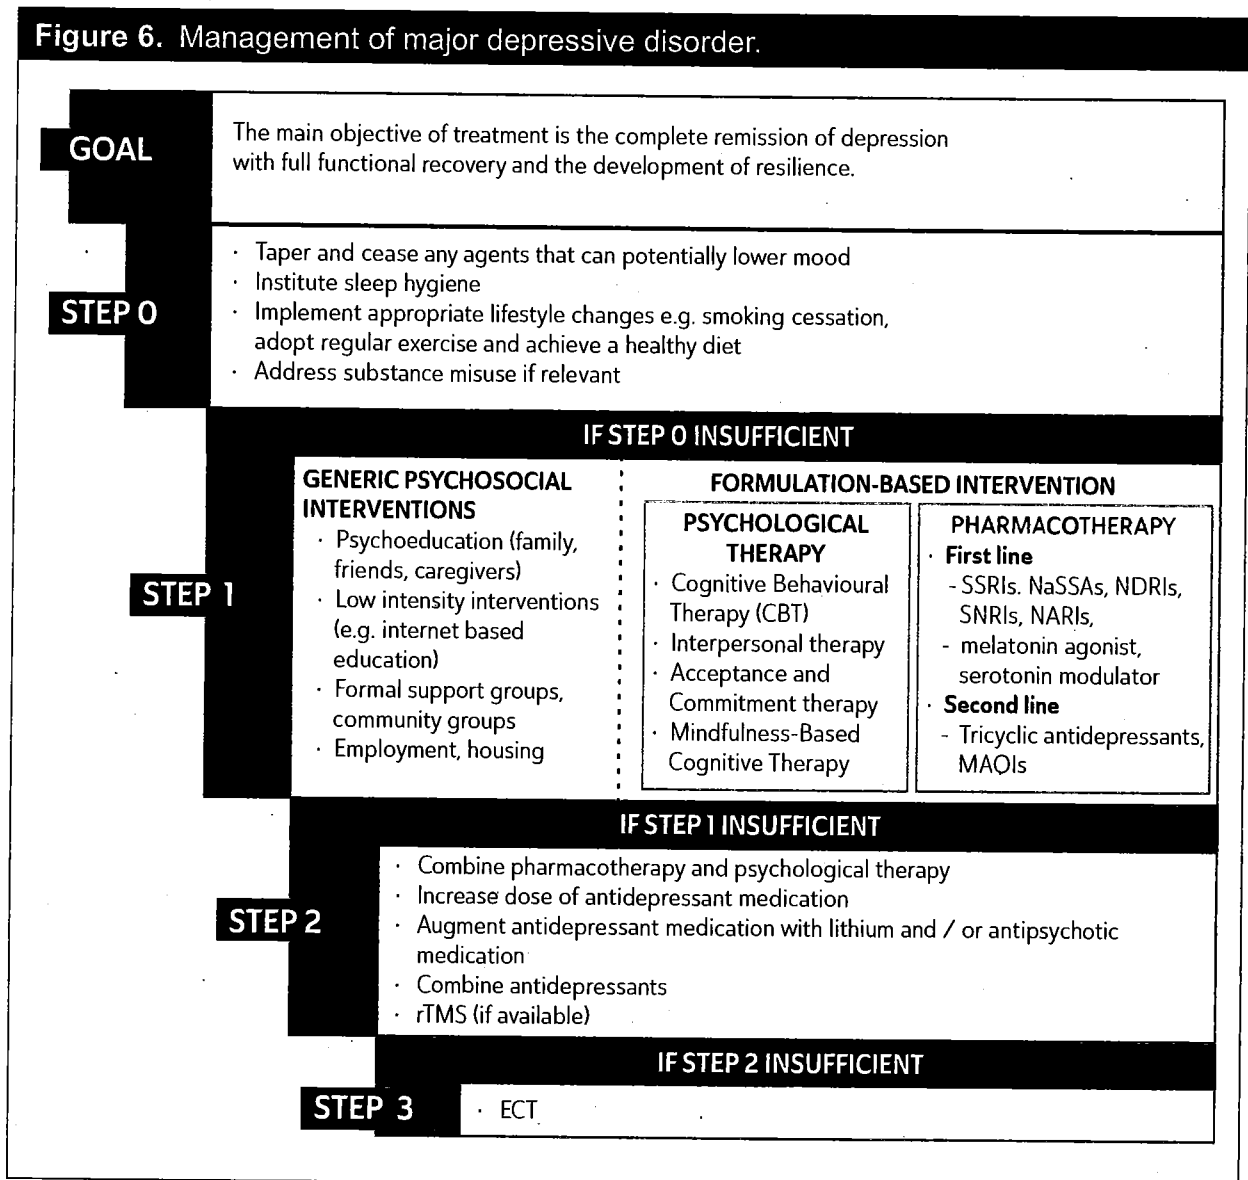 Figure 6. Management of major depressive disorder.
GOAL
The main objective of treatment is the complete remission of depression
with full functional recovery and the development of resilience.
STEP 0
· Taper and cease any agents that can potentially lower mood
· Institute sleep hygiene
· Implement appropriate lifestyle changes e.g. smoking cessation,
adopt regular exercise and achieve a healthy diet
· Address substance misuse if relevant
IF STEP 0 INSUFFICIENT
STEP 1
GENERIC PSYCHOSOCIAL
INTERVENTIONS
· Psychoeducation (family,
friends, caregivers)
· Low intensity interventions
(e.g. internet based
education)
· Formal support groups,
community groups
· Employment, housing
FORMULATION-BASED INTERVENTION
PSYCHOLOGICAL
THERAPY
· Cognitive Behavioural
Therapy (CBT)
· Interpersonal therapy
· Acceptance and
Commitment therapy
· Mindfulness-Based
Cognitive Therapy
PHARMACOTHERAPY
· First line
- SSRIs. NaSSAs, NDRIs,
SNRIs, NARIs,
- melatonin agonist,
serotonin modulator
· Second line
- Tricyclic antidepressants,
MAOIs
IF STEP 1 INSUFFICIENT
STEP 2
· Combine pharmacotherapy and psychological therapy
· Increase dose of antidepressant medication
· Augment antidepressant medication with lithium and / or antipsychotic
medication
· Combine antidepressants
· rTMS (if available)
IF STEP 2 INSUFFICIENT
STEP 3
· ECT